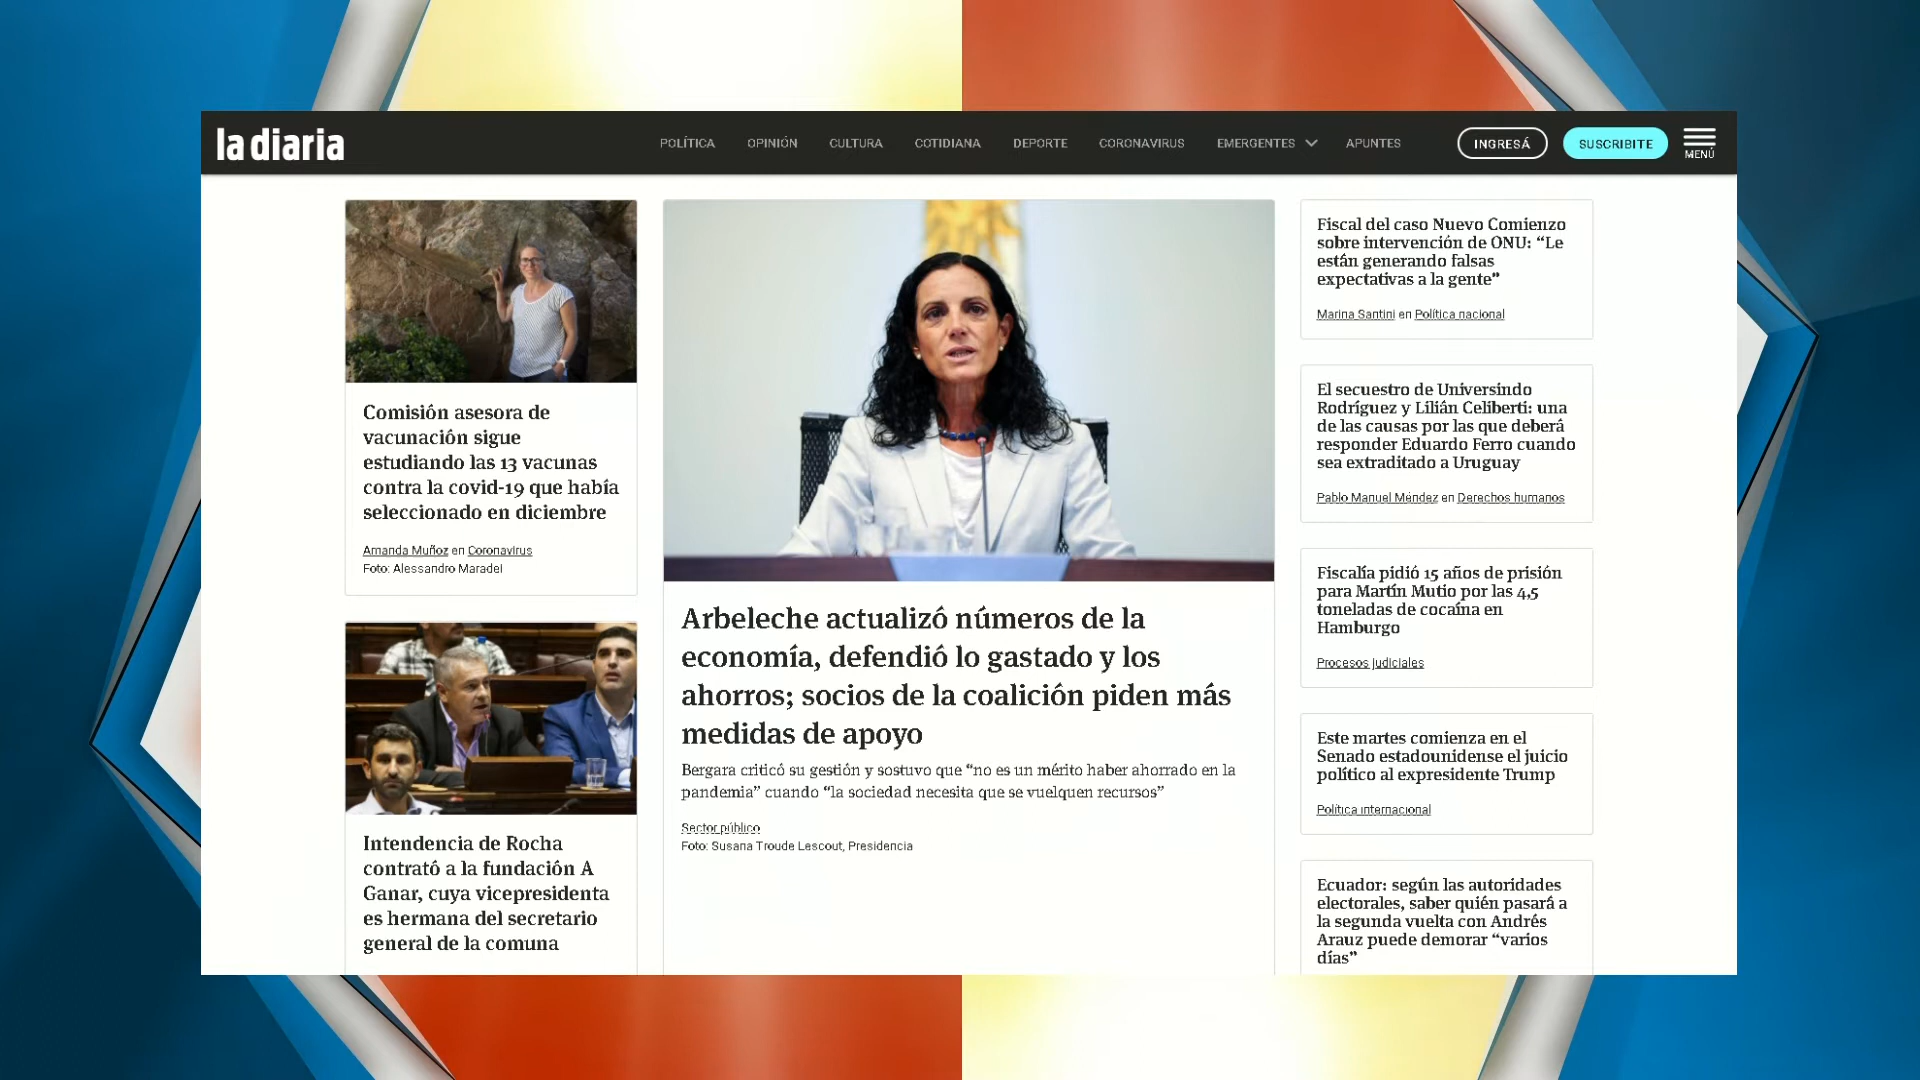 la diaria
POLÍTICA OPINIÓN CULTURA COTIDIANA DEPORTE CORONAVIRUS EMERGENTES APUNTES INGRESÁ SUSCRIBITE MENÚ
Comisión asesora de
vacunación sigue
estudiando las 13 vacunas
contra la covid-19 que había
seleccionado en diciembre
Amanda Muñoz en Coronavirus
Foto: Alessandro Maradei
Intendencia de Rocha
contrató a la fundación A
Ganar, cuya vicepresidenta
es hermana del secretario
general de la comuna
Arbeleche actualizó números de la
economía, defendió lo gastado y los
ahorros; socios de la coalición piden más
medidas de apoyo
Bergara criticó su gestión y sostuvo que “no es un mérito haber ahorrado en la
pandemia” cuando “la sociedad necesita que se vuelquen recursos”
Sector público
Foto: Susana Troude Lescout, Presidencia
Fiscal del caso Nuevo Comienzo
sobre intervención de ONU: “Le
están generando falsas
expectativas a la gente”
Marina Santini en Política nacional
El secuestro de Universindo
Rodríguez y Lilián Celiberti: una
de las causas por las que deberá
responder Eduardo Ferro cuando
sea extraditado a Uruguay
Pablo Manuel Méndez en Derechos humanos
Fiscalía pidió 15 años de prisión
para Martín Mutio por las 4,5
toneladas de cocaína en
Hamburgo
Procesos judiciales
Este martes comienza en el
Senado estadounidense el juicio
político al expresidente Trump
Política internacional
Ecuador: según las autoridades
electorales, saber quién pasará a
la segunda vuelta con Andrés
Arauz puede demorar “varios
días”